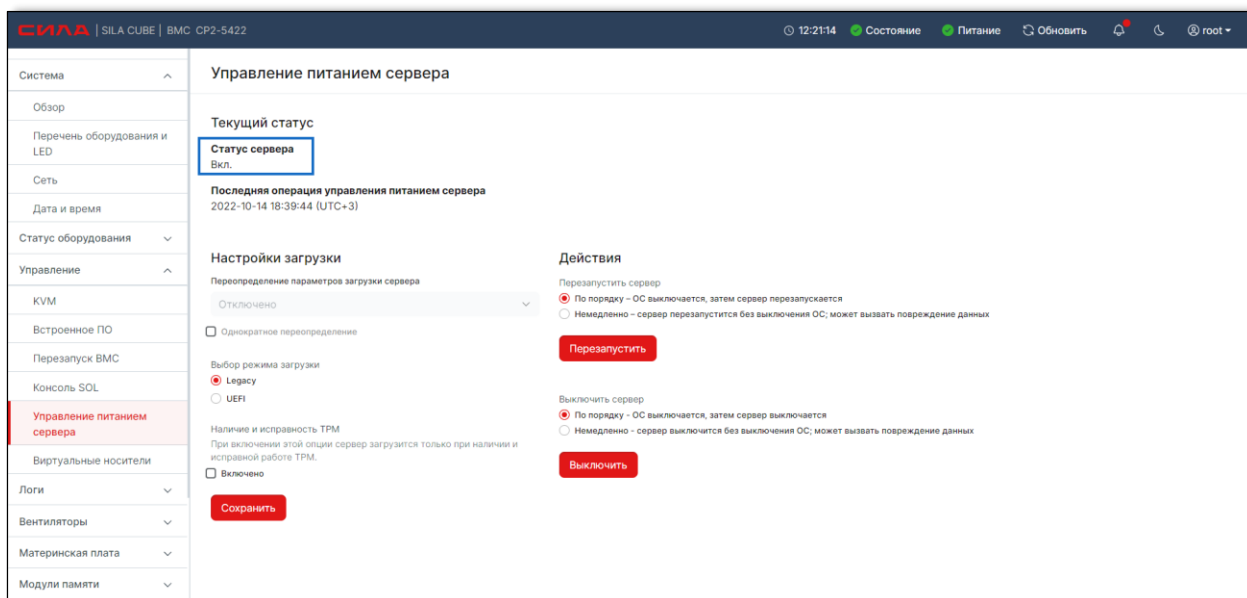 СИЛА | SILA CUBE | BMC CP2-5422
12:21:14 Состояние Питание Обновить root
Система
Обзор
Перечень оборудования и
LED
Сеть
Дата и время
Статус оборудования
Управление
KVM
Встроенное ПО
Перезапуск BMC
Консоль SOL
Управление питанием
сервера
Виртуальные носители
Логи
Вентиляторы
Материнская плата
Модули памяти
Управление питанием сервера
Текущий статус
Статус сервера
Вкл.
Последняя операция управления питанием сервера
2022-10-14 18:39:44 (UTC+3)
Настройки загрузки
Переопределение параметров загрузки сервера
Отключено
Однократное переопределение
Выбор режима загрузки
Legacy
UEFI
Наличие и исправность TPM
При включении этой опции сервер загрузится только при наличии и
исправной работе TPM.
Включено
Сохранить
Действия
Перезапустить сервер
По порядку – ОС выключается, затем сервер перезапускается
Немедленно – сервер перезапустится без выключения ОС; может вызвать повреждение данных
Перезапустить
Выключить сервер
По порядку - ОС выключается, затем сервер выключается
Немедленно - сервер выключится без выключения ОС; может вызвать повреждение данных
Выключить